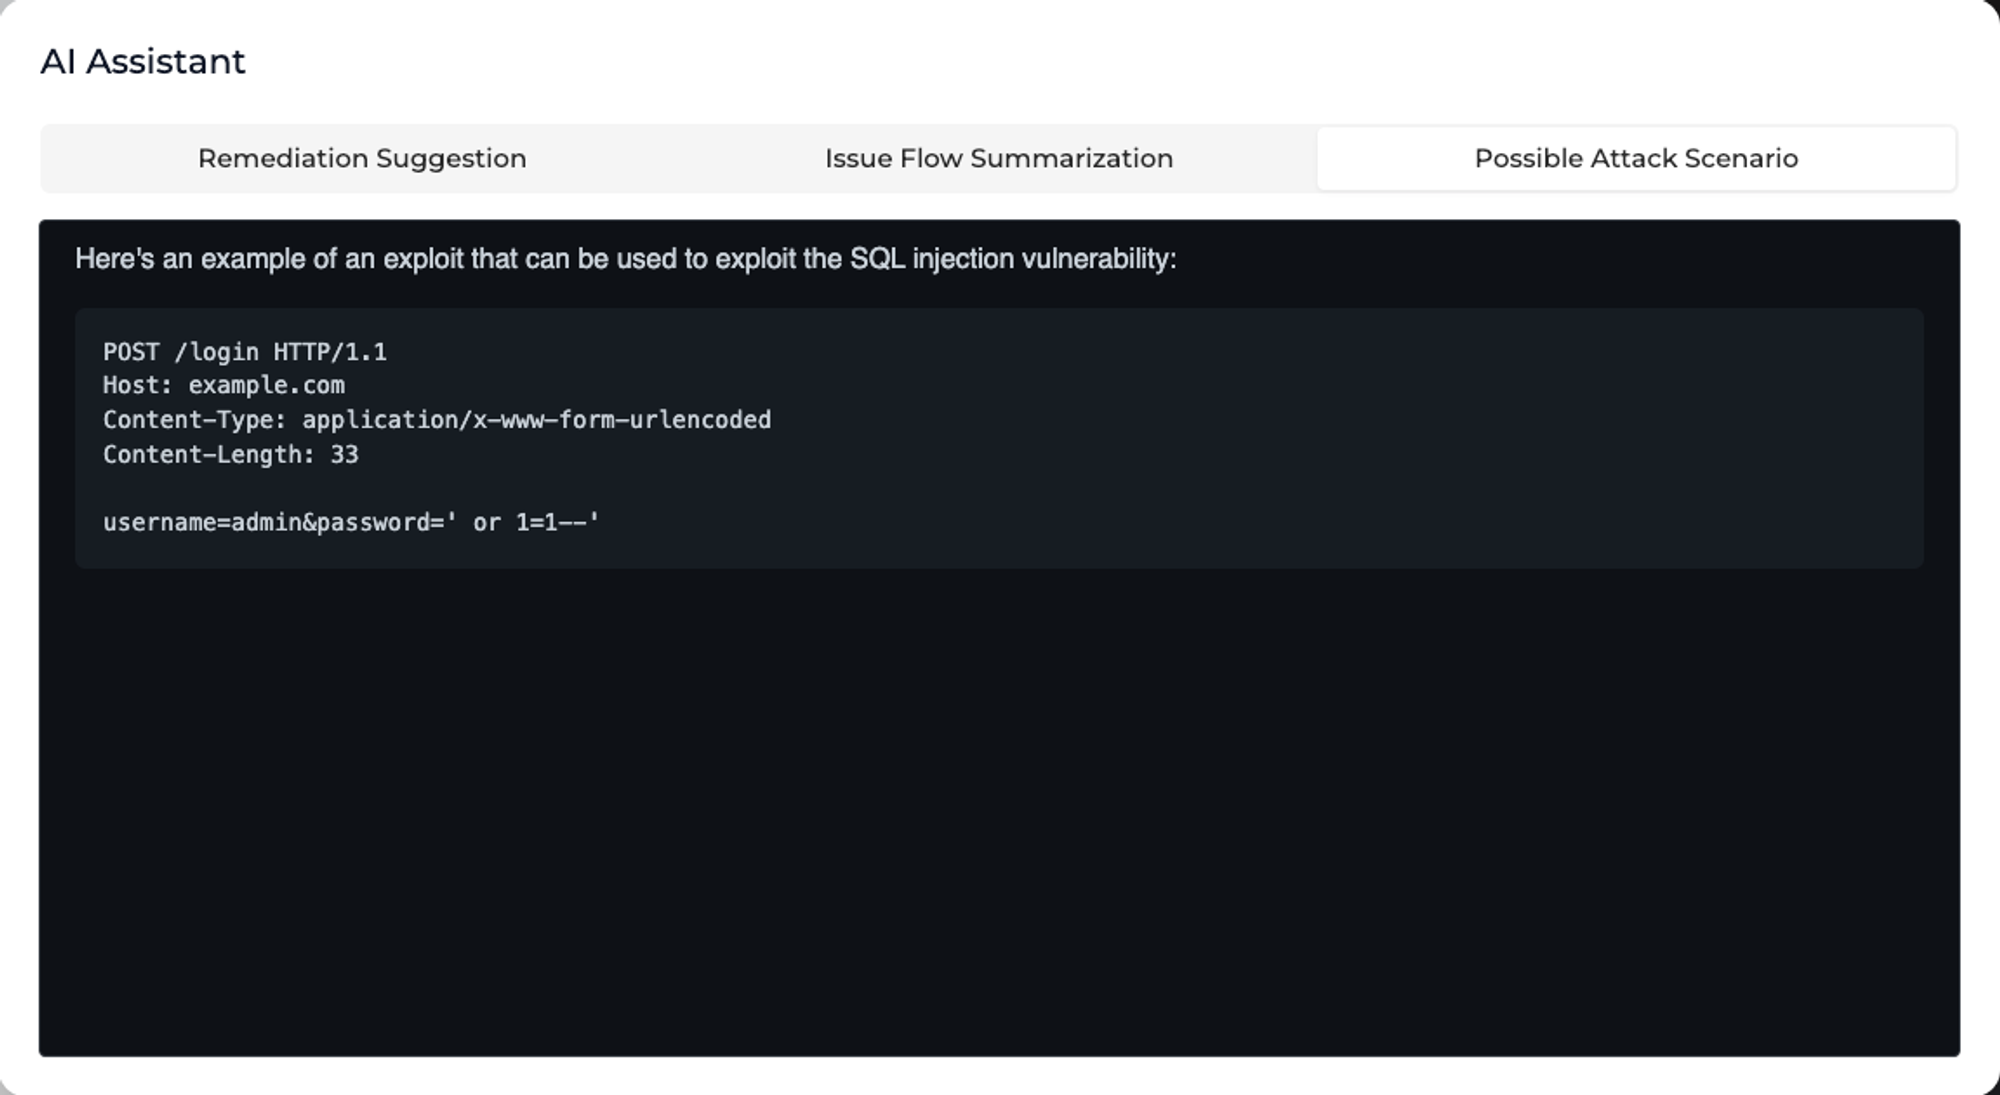 AI Assistant
Remediation Suggestion
Issue Flow Summarization
Possible Attack Scenario
Here's an example of an exploit that can be used to exploit the SQL injection vulnerability:
POST /login HTTP/1.1
Host: example.com
Content-Type: application/x-www-form-urlencoded
Content-Length: 33
username=admin&password=' or 1=1--'